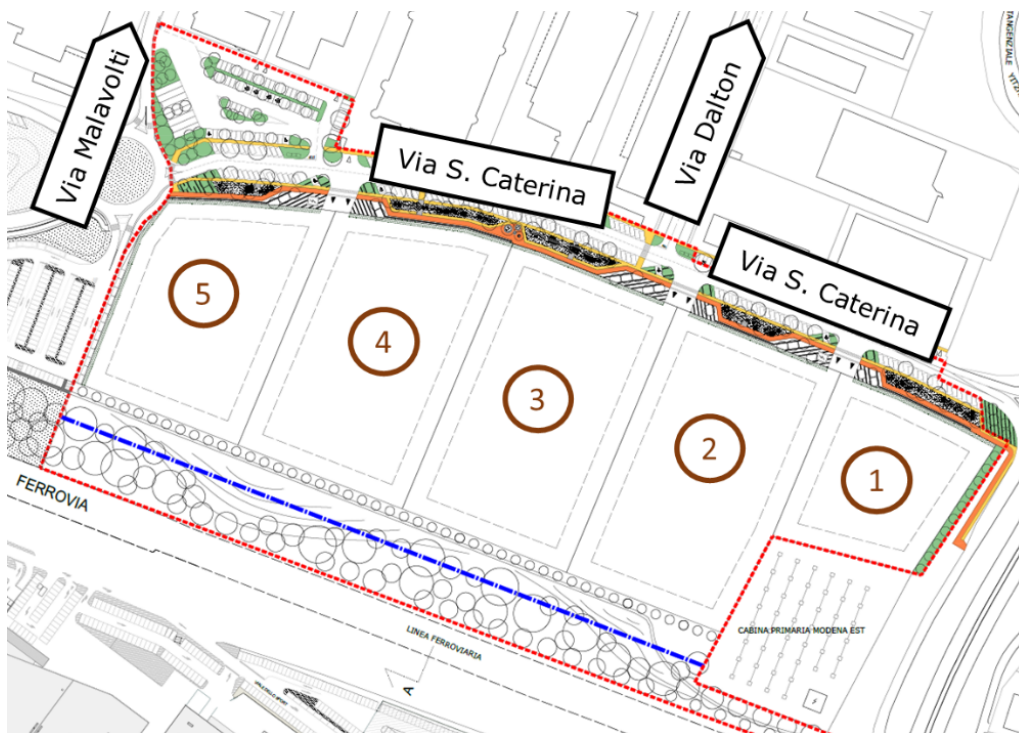 Via Malavolti
Via S. Caterina
Via Dalton
Via S. Caterina
TANGENZIALE
5
4
3
2
1
FERROVIA
LINEA FERROVIARIA
CABINA PRIMARIA MODENA EST
A